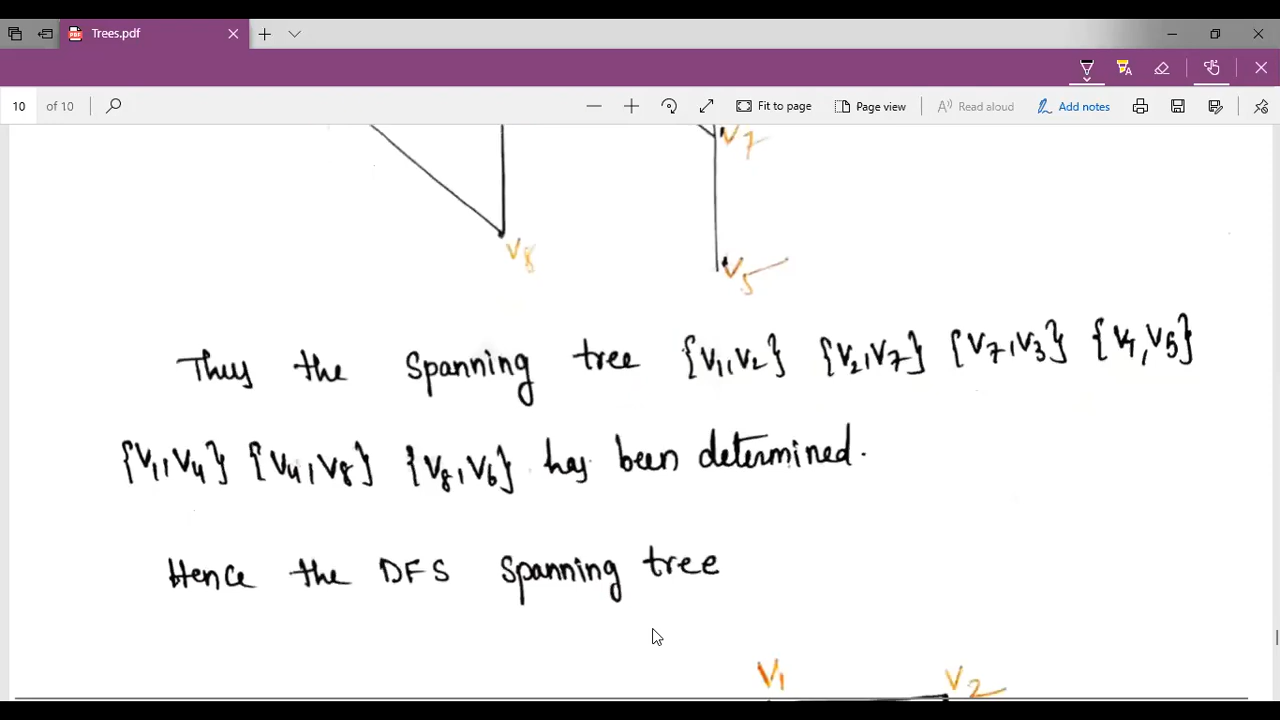 Trees.pdf
10 of 10 Fit to page Page view Read aloud Add notes
V7
V8
V5
Thus the spanning tree {V1,V2} {V2,V7} {V7,V3} {V7,V5}
{V1,V4} {V4,V8} {V8,V6} has been determined.
Hence the DFS spanning tree
V1 V2